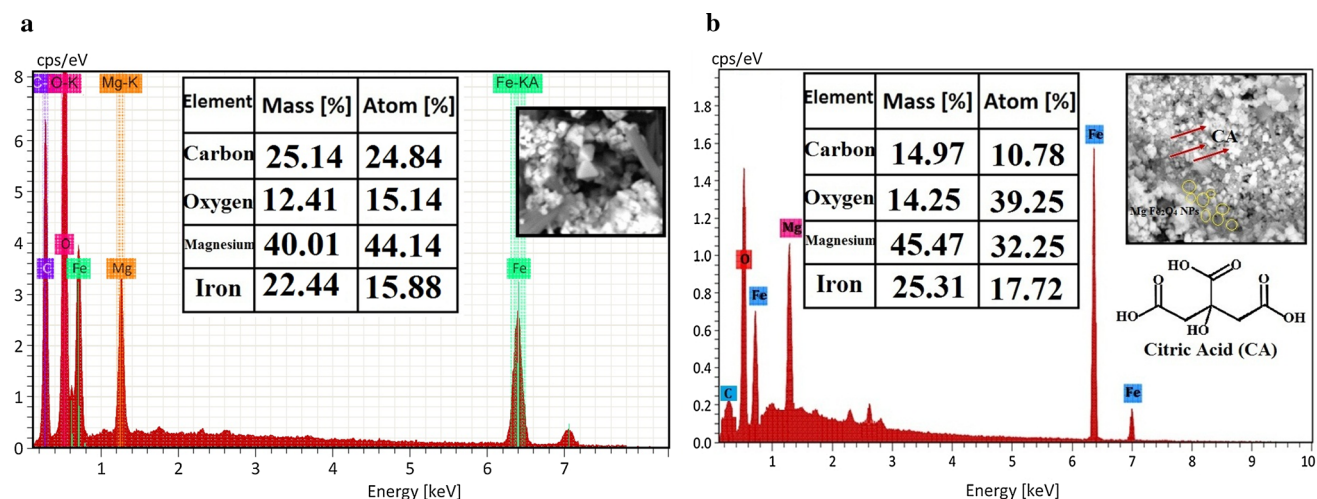 a
cps/eV
C- O-K Mg-K Fe-KA
8
7
6
5
4
3
2
1
0
O
C Fe Mg Fe
Element Mass [%] Atom [%]
Carbon 25.14 24.84
Oxygen 12.41 15.14
Magnesium 40.01 44.14
Iron 22.44 15.88
1 2 3 4 5 6 7
Energy [keV]
b
cps/eV
1.8
1.6
1.4
1.2
1.0
0.8
0.6
0.4
0.2
0.0
C
O
Fe
Mg
Fe
Fe
Element Mass [%] Atom [%]
Carbon 14.97 10.78
Oxygen 14.25 39.25
Magnesium 45.47 32.25
Iron 25.31 17.72
CA
Mg Fe₂O₄ NPs
HO O
O O
HO HO OH
Citric Acid (CA)
1 2 3 4 5 6 7 8 9 10
Energy [keV]